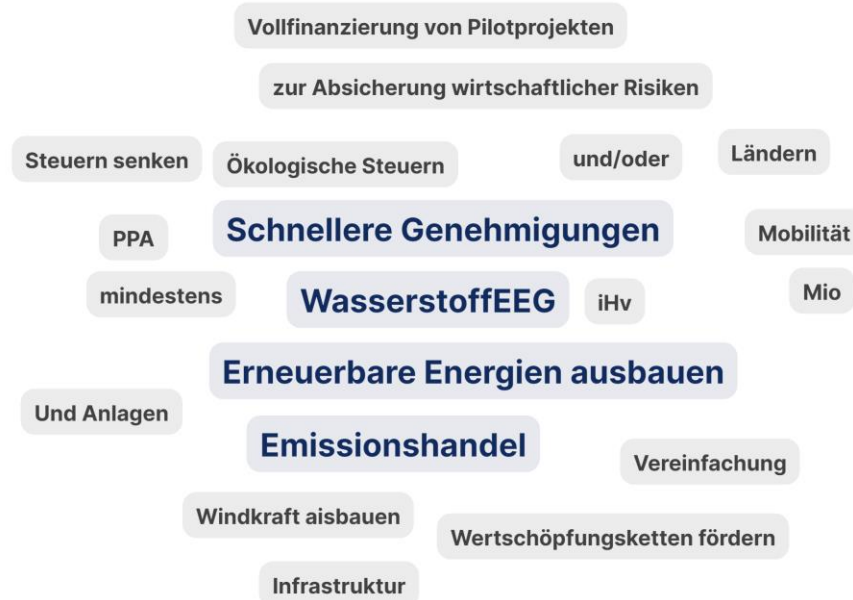 Vollfinanzierung von Pilotprojekten
zur Absicherung wirtschaftlicher Risiken
Steuern senken
Ökologische Steuern
und/oder
Ländern
PPA
Schnellere Genehmigungen
Mobilität
mindestens
WasserstoffEEG
iHv
Mio
Erneuerbare Energien ausbauen
Und Anlagen
Emissionshandel
Vereinfachung
Windkraft aisbauen
Wertschöpfungsketten fördern
Infrastruktur